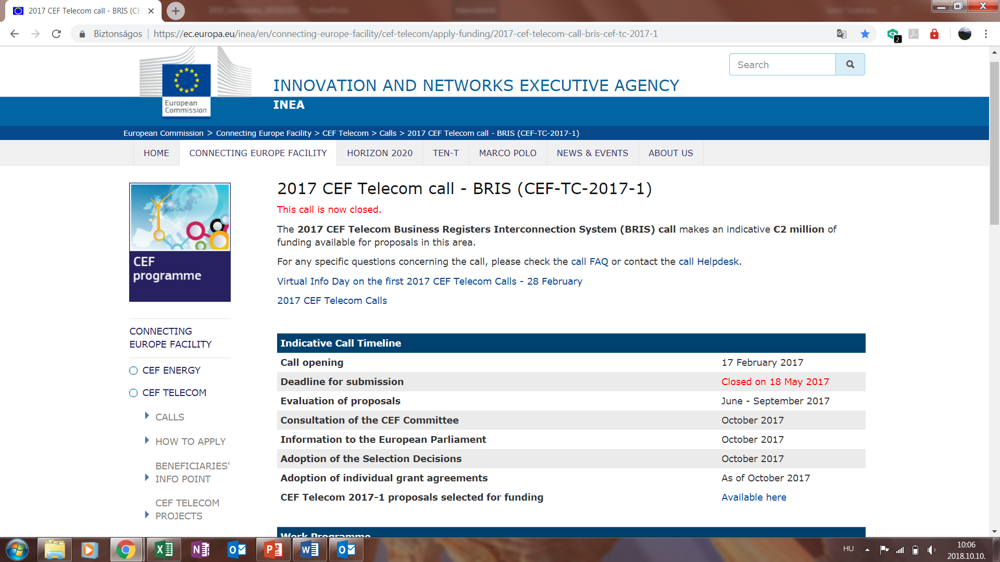 2017 CEF Telecom call - BRIS (CE
Biztonságos
https://ec.europa.eu/inea/en/connecting-europe-facility/cef-telecom/apply-funding/2017-cef-telecom-call-bris-cef-tc-2017-1
2
Search
European
Commission
INNOVATION AND NETWORKS EXECUTIVE AGENCY
INEA
European Commission > Connecting Europe Facility > CEF Telecom > Calls > 2017 CEF Telecom call - BRIS (CEF-TC-2017-1)
HOME CONNECTING EUROPE FACILITY HORIZON 2020 TEN-T MARCO POLO NEWS & EVENTS ABOUT US
CEF
programme
CONNECTING
EUROPE FACILITY
CEF ENERGY
CEF TELECOM
CALLS
HOW TO APPLY
BENEFICIARIES'
INFO POINT
CEF TELECOM
PROJECTS
2017 CEF Telecom call - BRIS (CEF-TC-2017-1)
This call is now closed.
The 2017 CEF Telecom Business Registers Interconnection System (BRIS) call makes an indicative €2 million of
funding available for proposals in this area.
For any specific questions concerning the call, please check the call FAQ or contact the call Helpdesk.
Virtual Info Day on the first 2017 CEF Telecom Calls - 28 February
2017 CEF Telecom Calls
Indicative Call Timeline
Call opening 17 February 2017
Deadline for submission Closed on 18 May 2017
Evaluation of proposals June - September 2017
Consultation of the CEF Committee October 2017
Information to the European Parliament October 2017
Adoption of the Selection Decisions October 2017
Adoption of individual grant agreements As of October 2017
CEF Telecom 2017-1 proposals selected for funding Available here
Work Programme
HU
10:06
2018.10.10.